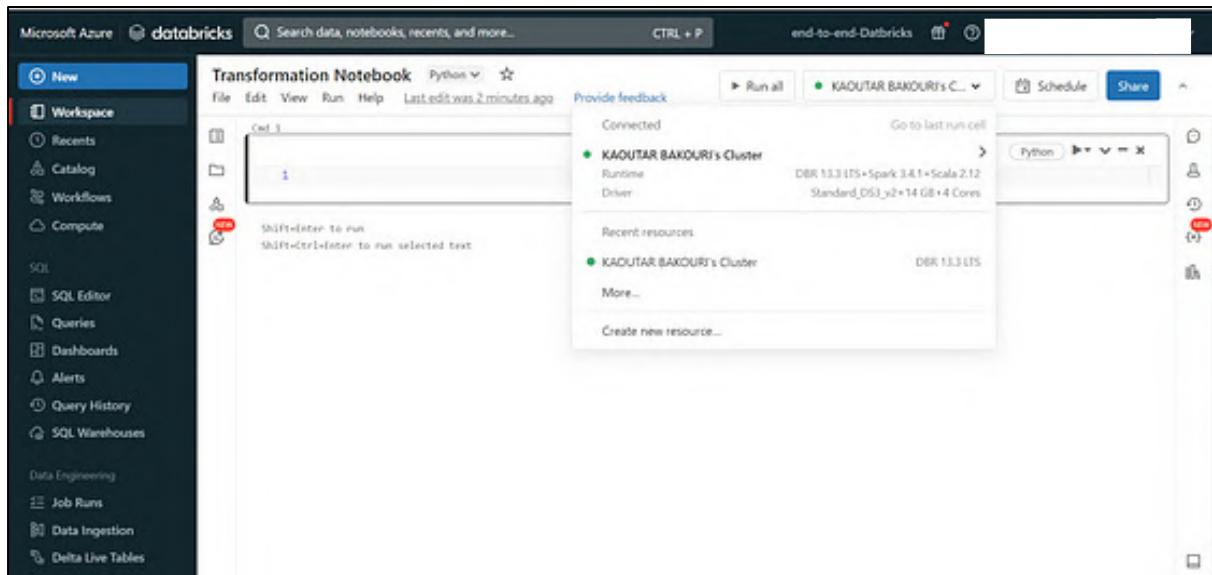 Microsoft Azure databricks Search data, notebooks, recents, and more... CTRL + P end-to-end-Datbricks
New
Workspace
Recents
Catalog
Workflows
Compute
SQL
SQL Editor
Queries
Dashboards
Alerts
Query History
SQL Warehouses
Data Engineering
Job Runs
Data Ingestion
Delta Live Tables
Transformation Notebook Python
Run all KAOUTAR BAKOURI's C... Schedule Share
File Edit View Run Help Last edit was 2 minutes ago Provide feedback
Cmd 1
1
Shift+Enter to run
Shift+Ctrl+Enter to run selected text
Connected Go to last run cell
KAOUTAR BAKOURI's Cluster
Runtime DBR 13.3 LTS • Spark 3.4.1 • Scala 2.12
Driver Standard_DS3_v2 • 14 GB • 4 Cores
Recent resources
KAOUTAR BAKOURI's Cluster DBR 13.3 LTS
More...
Create new resource...
Python
NEW
NEW